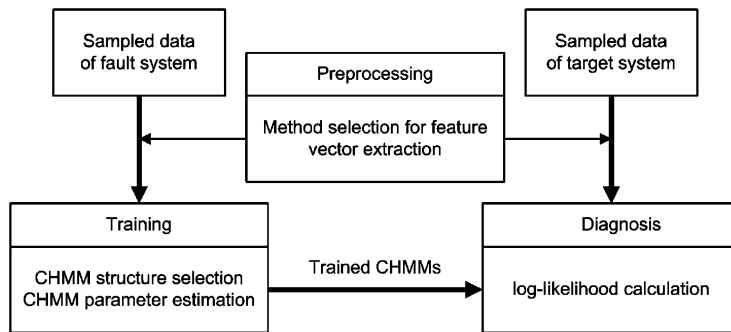 Sampled data
of fault system
Sampled data
of target system
Preprocessing
Method selection for feature
vector extraction
Training
CHMM structure selection
CHMM parameter estimation
Trained CHMMs
Diagnosis
log-likelihood calculation